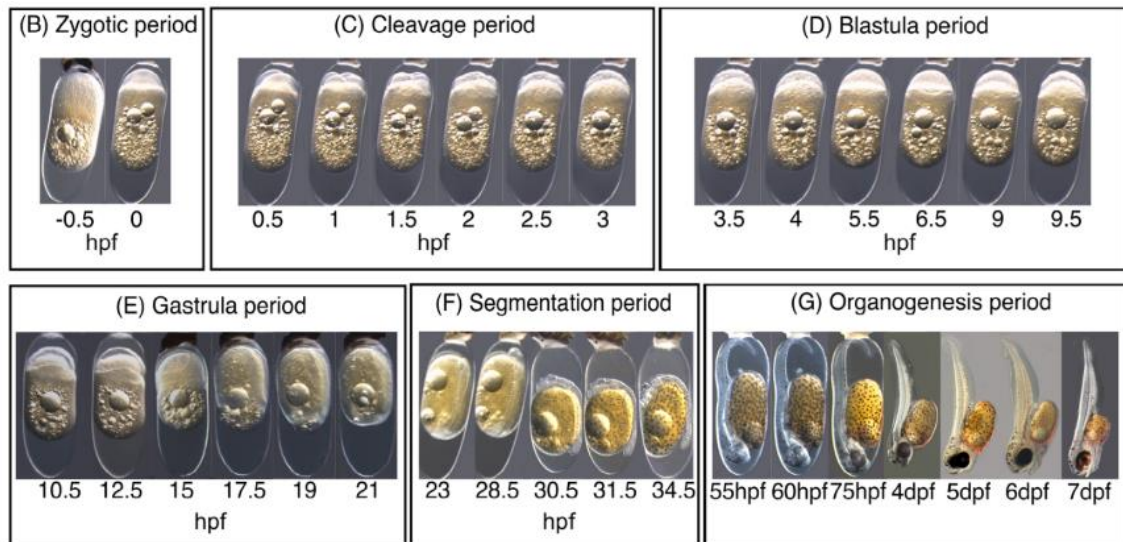 (B) Zygotic period
-0.5 0
hpf
(C) Cleavage period
0.5 1 1.5 2 2.5 3
hpf
(D) Blastula period
3.5 4 5.5 6.5 9 9.5
hpf
(E) Gastrula period
10.5 12.5 15 17.5 19 21
hpf
(F) Segmentation period
23 28.5 30.5 31.5 34.5
hpf
(G) Organogenesis period
55hpf 60hpf 75hpf 4dpf 5dpf 6dpf 7dpf